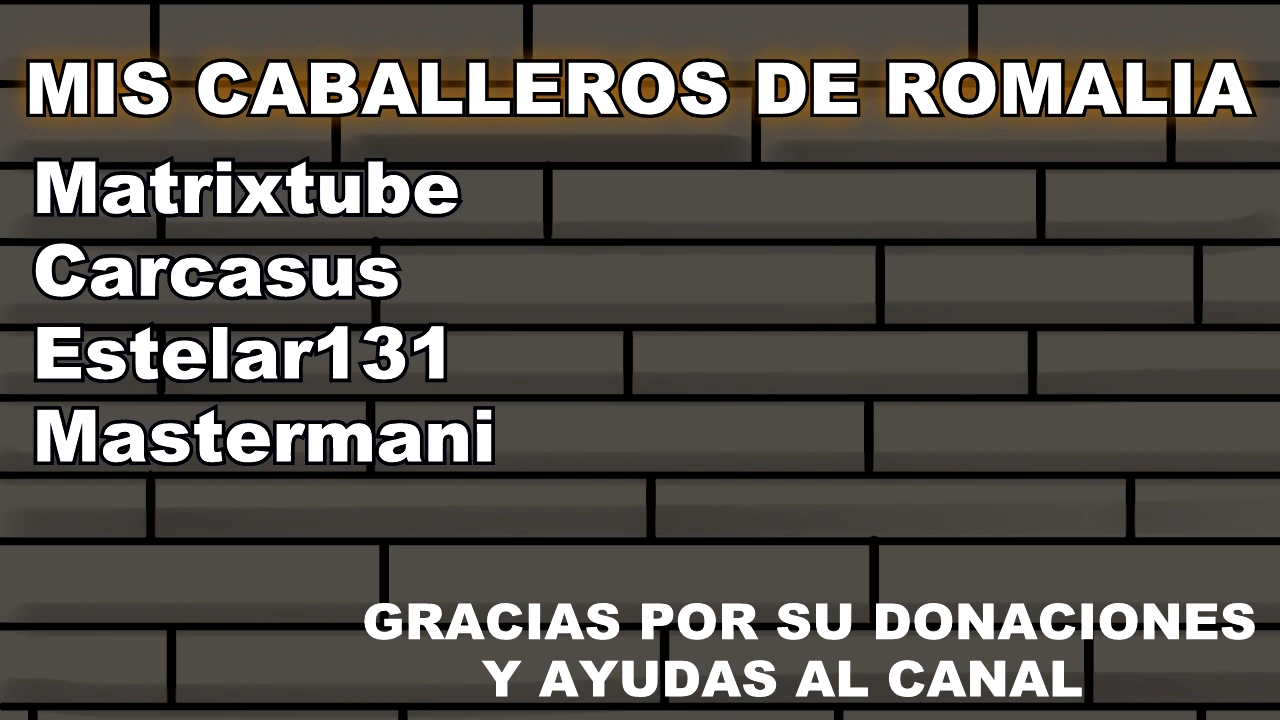 MIS CABALLEROS DE ROMALIA
Matrixtube
Carcasus
Estelar131
Mastermani
GRACIAS POR SU DONACIONES
Y AYUDAS AL CANAL